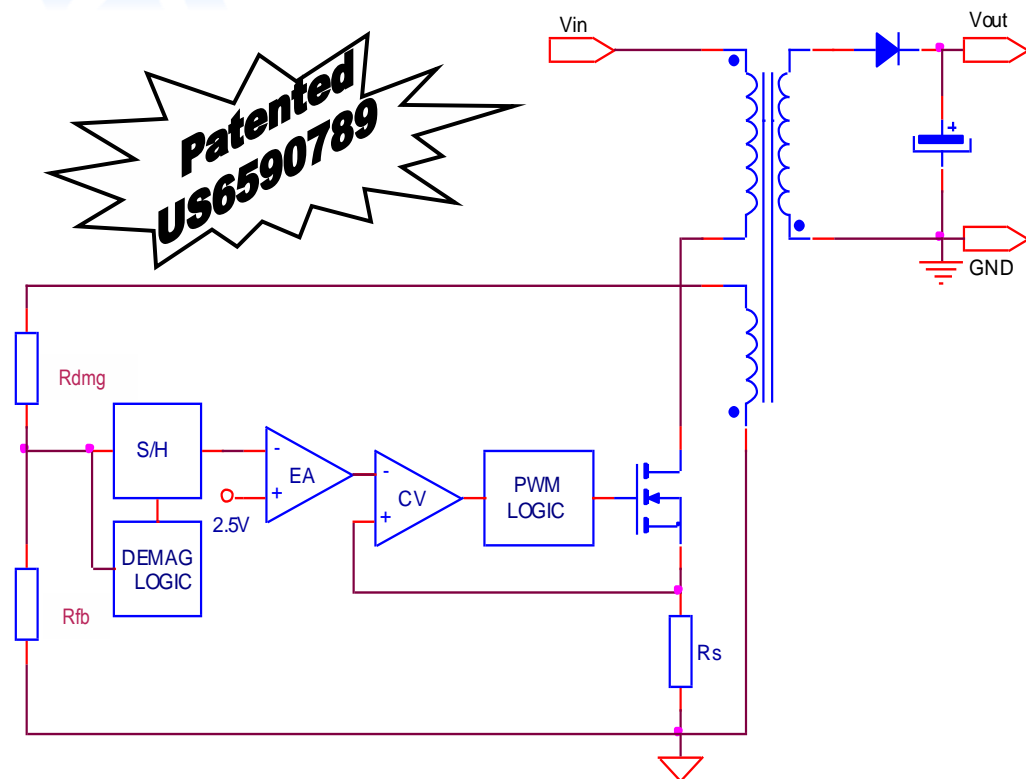 Vin
Vout
Patented
US6590789
GND
Rdmg
S/H
-
EA
+
2.5V
-
CV
+
PWM
LOGIC
DEMAG
LOGIC
Rfb
Rs
+